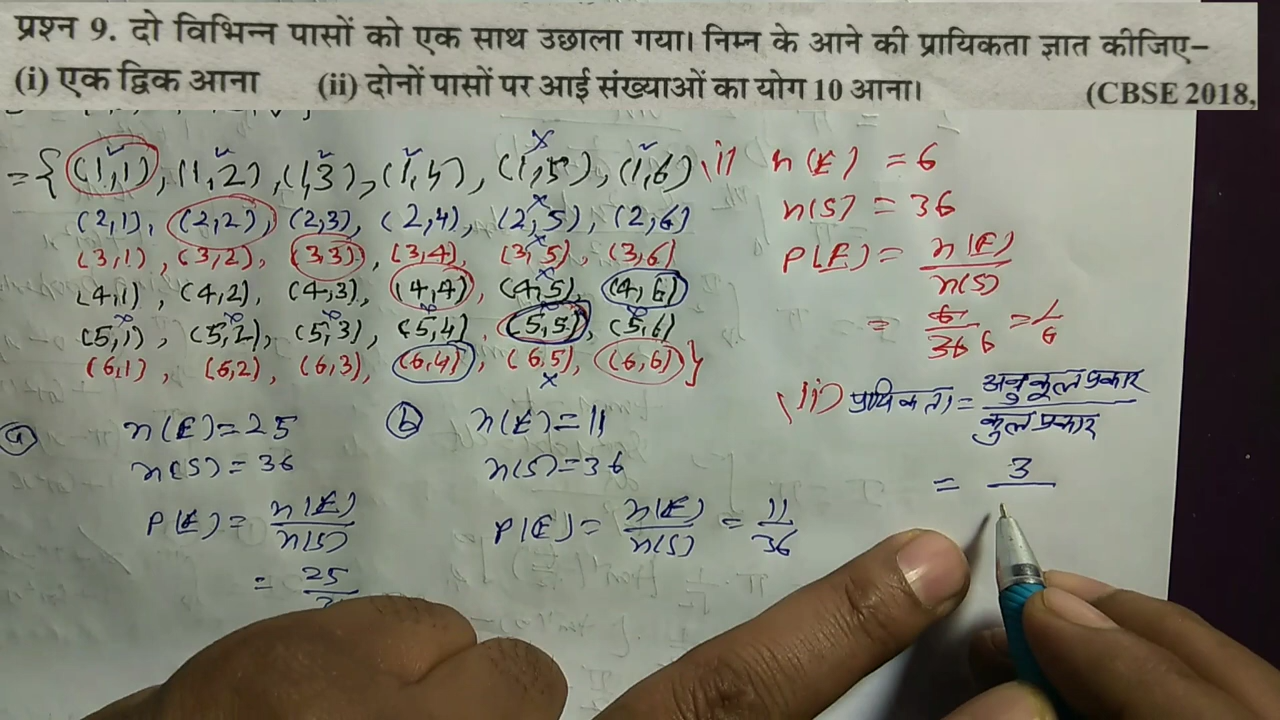 प्रश्न 9. दो विभिन्न पासों को एक साथ उछाला गया। निम्न के आने की प्रायिकता ज्ञात कीजिए–
(i) एक द्विक आना (ii) दोनों पासों पर आई संख्याओं का योग 10 आना। (CBSE 2018,
= { (1,1), (1,2), (1,3), (1,4), (1,5), (1,6)
(2,1), (2,2), (2,3), (2,4), (2,5), (2,6)
(3,1), (3,2), (3,3), (3,4), (3,5), (3,6)
(4,1), (4,2), (4,3), (4,4), (4,5), (4,6)
(5,1), (5,2), (5,3), (5,4), (5,5), (5,6)
(6,1), (6,2), (6,3), (6,4), (6,5), (6,6) }
(a) n(E) = 25
n(S) = 36
P(E) = n(E)/n(S)
= 25/
(b) n(E) = 11
n(S) = 36
P(E) = n(E)/n(S) = 11/36
(i) n(E) = 6
n(S) = 36
P(E) = n(E)/n(S)
= 6/36 6 = 1/6
(ii) प्रायिकता = अनुकूल प्रकार/कुल प्रकार
= 3/